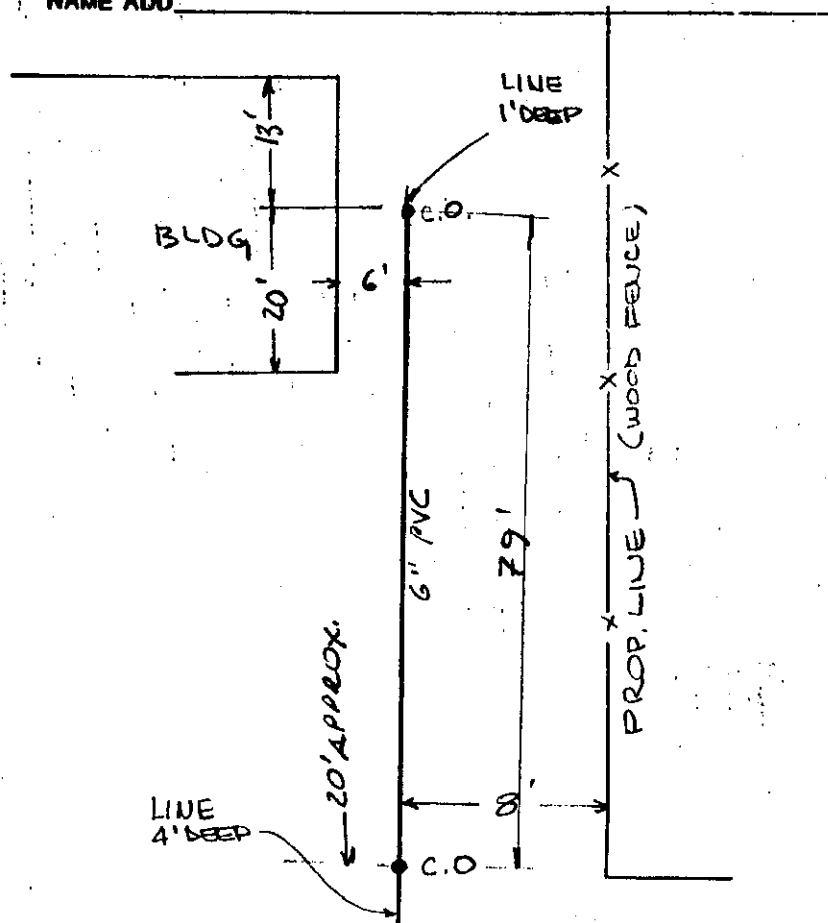 NAME ADD
LINE
1' DEEP
13'
C.O.
BLDG
6'
20'
(WOOD FENCE)
6" PVC
79'
PROP. LINE
20' APPROX.
8'
LINE
4' DEEP
C.O